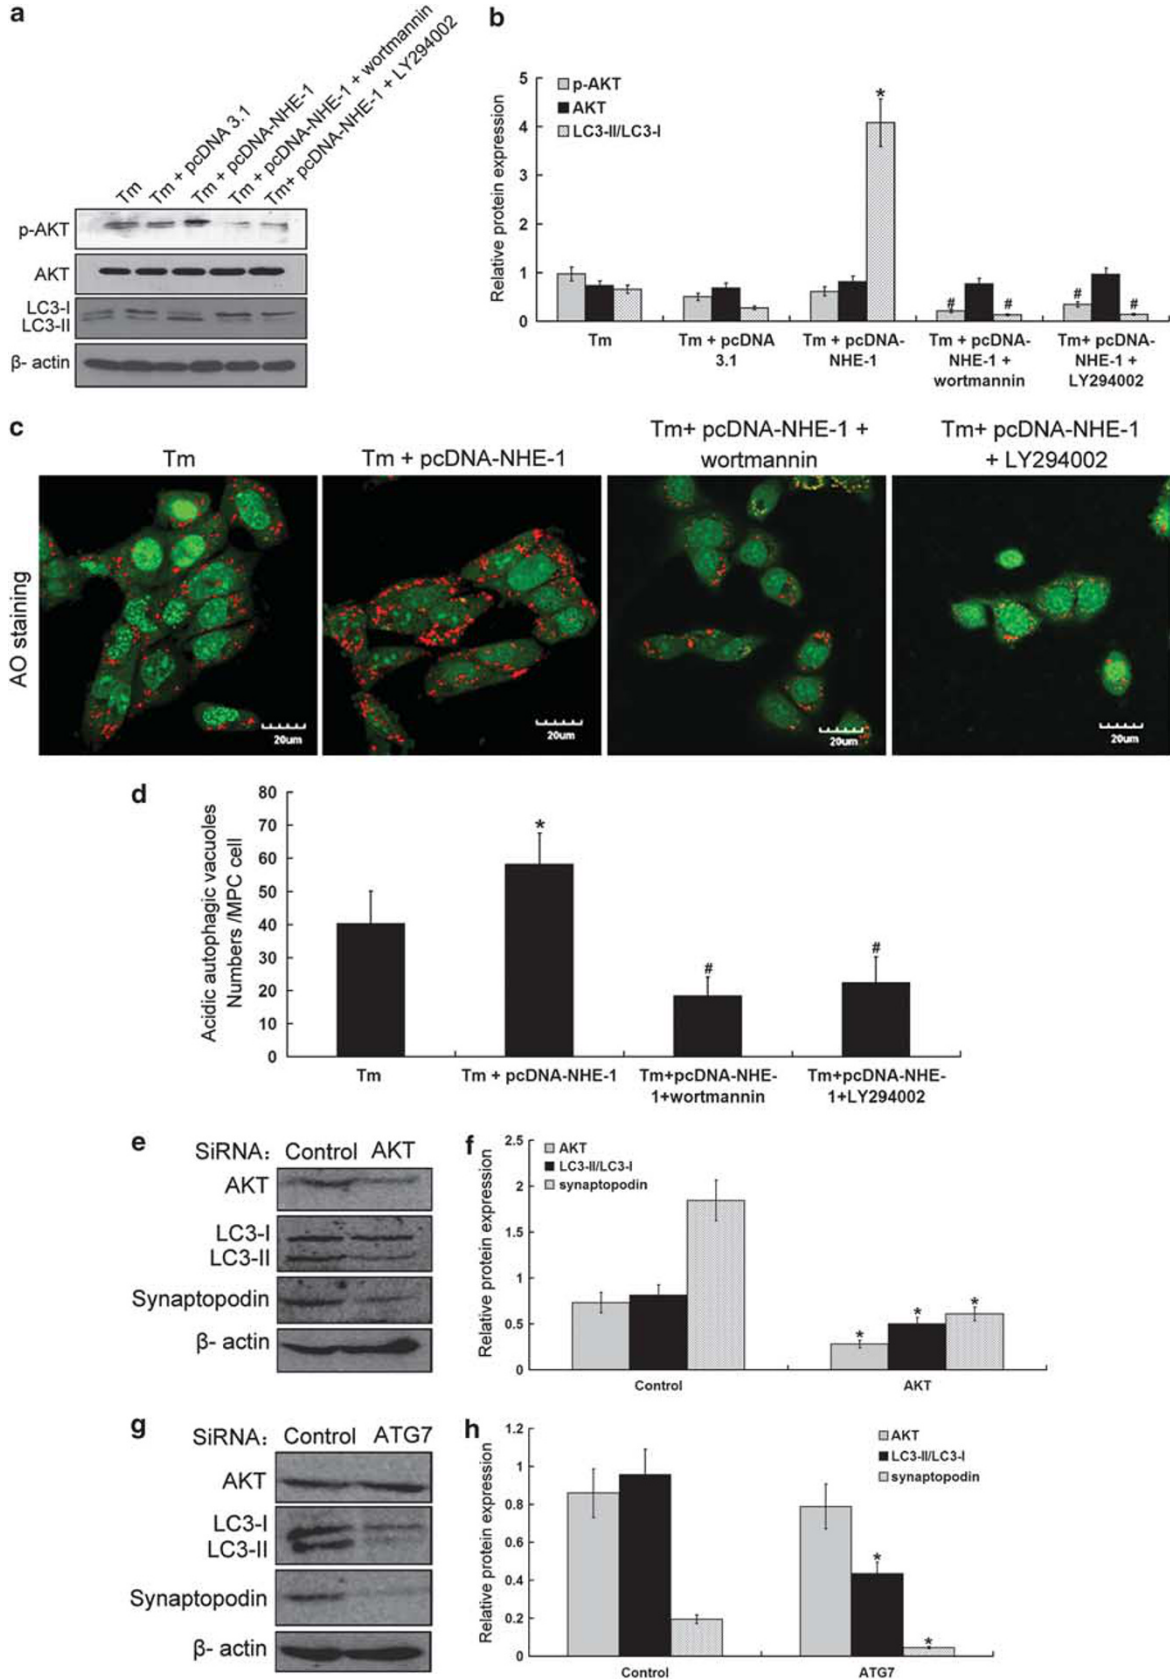 a
Tm
Tm + pcDNA 3.1
Tm + pcDNA-NHE-1
Tm + pcDNA-NHE-1 + wortmannin
Tm+ pcDNA-NHE-1 + LY294002
p-AKT
AKT
LC3-I
LC3-II
β- actin
b
Relative protein expression
5
4
3
2
1
0
p-AKT
AKT
LC3-II/LC3-I
*
#
#
#
#
Tm
Tm + pcDNA
3.1
Tm + pcDNA-
NHE-1
Tm + pcDNA-
NHE-1 +
wortmannin
Tm+ pcDNA-
NHE-1 +
LY294002
c
Tm
Tm + pcDNA-NHE-1
Tm+ pcDNA-NHE-1 +
wortmannin
Tm+ pcDNA-NHE-1
+ LY294002
AO staining
20um
20um
20um
20um
d
Acidic autophagic vacuoles
Numbers /MPC cell
80
70
60
50
40
30
20
10
0
*
#
#
Tm
Tm + pcDNA-NHE-1
Tm+pcDNA-NHE-
1+wortmannin
Tm+pcDNA-NHE-
1+LY294002
e
SiRNA: Control AKT
AKT
LC3-I
LC3-II
Synaptopodin
β- actin
f
Relative protein expression
2.5
2
1.5
1
0.5
0
AKT
LC3-II/LC3-I
synaptopodin
*
*
*
Control
AKT
g
SiRNA: Control ATG7
AKT
LC3-I
LC3-II
Synaptopodin
β- actin
h
Relative protein expression
1.2
1
0.8
0.6
0.4
0.2
0
AKT
LC3-II/LC3-I
synaptopodin
*
*
Control
ATG7